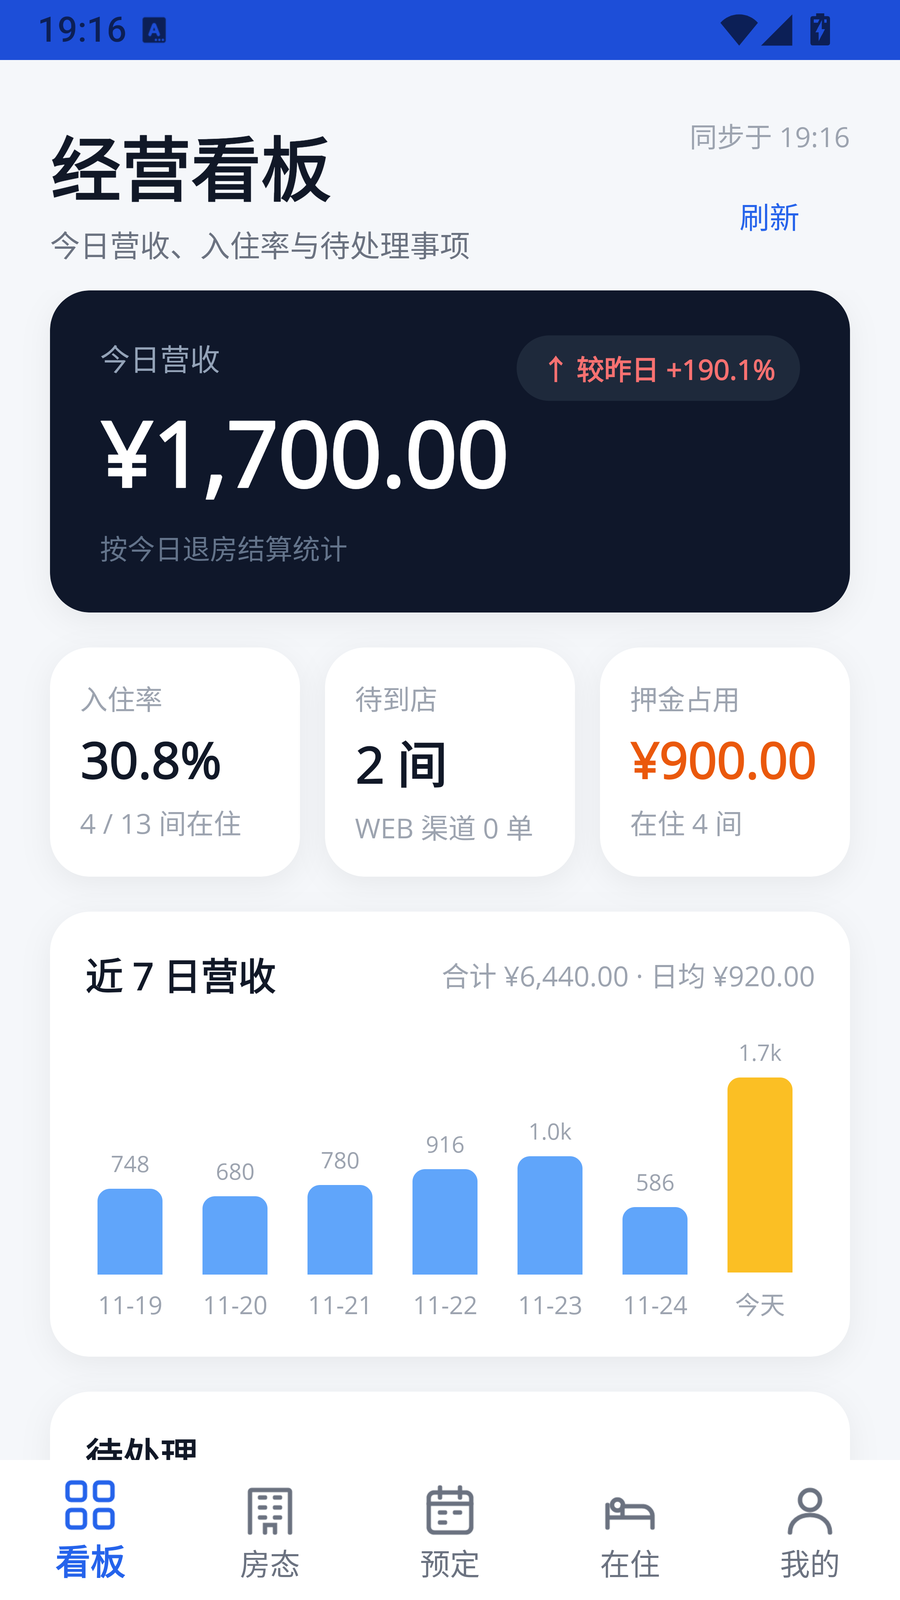 19:16
经营看板
同步于 19:16
今日营收、入住率与待处理事项
刷新
今日营收
↑ 较昨日 +190.1%
¥1,700.00
按今日退房结算统计
入住率
30.8%
4 / 13 间在住
待到店
2 间
WEB 渠道 0 单
押金占用
¥900.00
在住 4 间
近 7 日营收
合计 ¥6,440.00 · 日均 ¥920.00
748
680
780
916
1.0k
586
1.7k
11-19
11-20
11-21
11-22
11-23
11-24
今天
待处理
看板
房态
预定
在住
我的